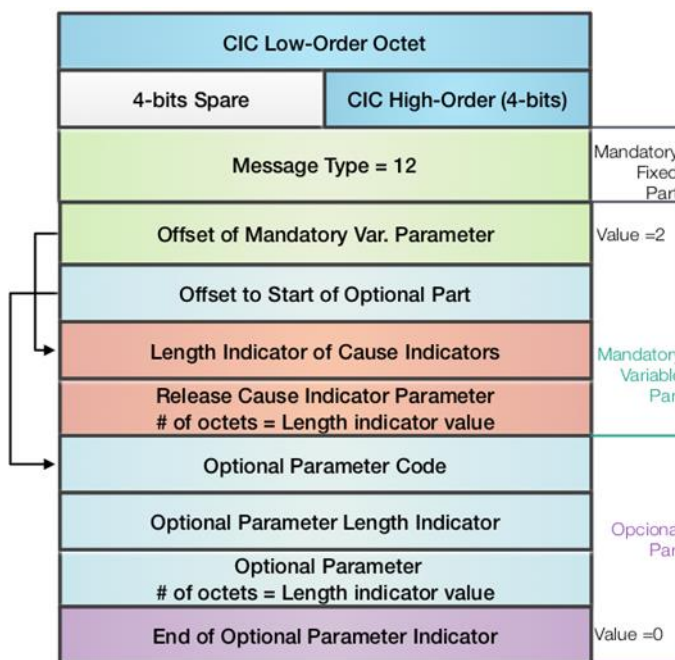 CIC Low-Order Octet
4-bits Spare
CIC High-Order (4-bits)
Message Type = 12
Mandatory
Fixed
Part
Offset of Mandatory Var. Parameter
Value =2
Offset to Start of Optional Part
Length Indicator of Cause Indicators
Mandatory
Variable
Par
Release Cause Indicator Parameter
# of octets = Length indicator value
Optional Parameter Code
Optional Parameter Length Indicator
Opciona
Par
Optional Parameter
# of octets = Length indicator value
End of Optional Parameter Indicator
Value =0